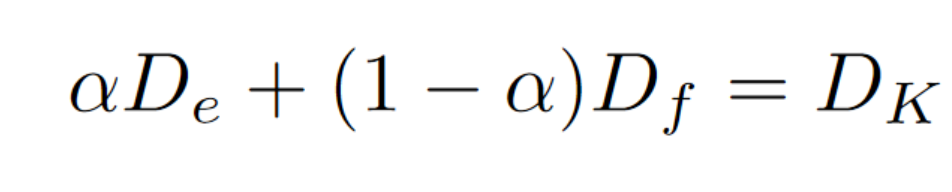 αD_e + (1 − α)D_f = D_K